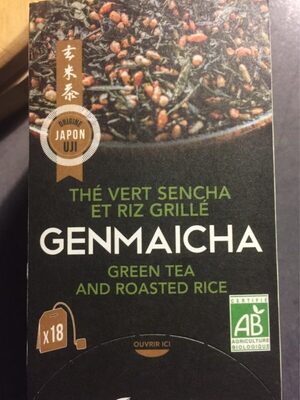 玄米茶
ORIGINE
JAPON
UJI
THÉ VERT SENCHA
ET RIZ GRILLÉ
GENMAICHA
GREEN TEA
AND ROASTED RICE
x18
OUVRIR ICI
CERTIFIÉ
AB
AGRICULTURE
BIOLOGIQUE